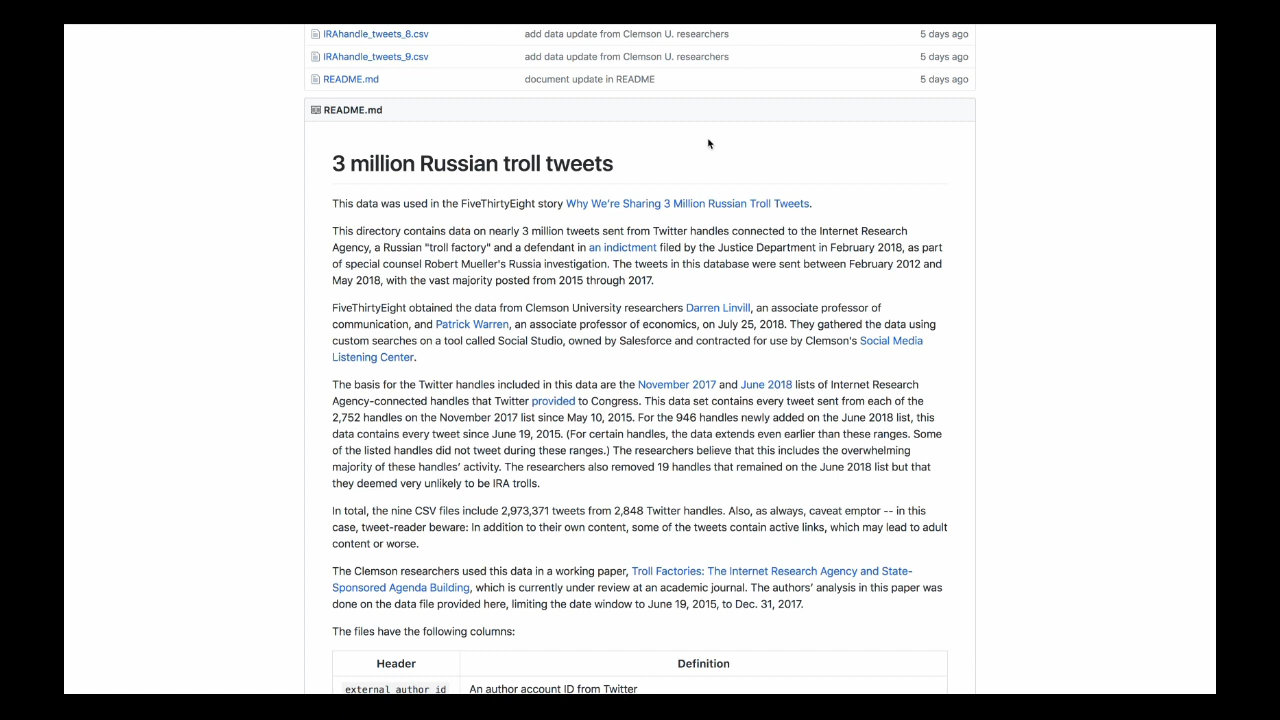 IRAhandle_tweets_8.csv add data update from Clemson U. researchers 5 days ago
IRAhandle_tweets_9.csv add data update from Clemson U. researchers 5 days ago
README.md document update in README 5 days ago
README.md
3 million Russian troll tweets
This data was used in the FiveThirtyEight story Why We're Sharing 3 Million Russian Troll Tweets.
This directory contains data on nearly 3 million tweets sent from Twitter handles connected to the Internet Research
Agency, a Russian "troll factory" and a defendant in an indictment filed by the Justice Department in February 2018, as part
of special counsel Robert Mueller's Russia investigation. The tweets in this database were sent between February 2012 and
May 2018, with the vast majority posted from 2015 through 2017.
FiveThirtyEight obtained the data from Clemson University researchers Darren Linvill, an associate professor of
communication, and Patrick Warren, an associate professor of economics, on July 25, 2018. They gathered the data using
custom searches on a tool called Social Studio, owned by Salesforce and contracted for use by Clemson's Social Media
Listening Center.
The basis for the Twitter handles included in this data are the November 2017 and June 2018 lists of Internet Research
Agency-connected handles that Twitter provided to Congress. This data set contains every tweet sent from each of the
2,752 handles on the November 2017 list since May 10, 2015. For the 946 handles newly added on the June 2018 list, this
data contains every tweet since June 19, 2015. (For certain handles, the data extends even earlier than these ranges. Some
of the listed handles did not tweet during these ranges.) The researchers believe that this includes the overwhelming
majority of these handles' activity. The researchers also removed 19 handles that remained on the June 2018 list but that
they deemed very unlikely to be IRA trolls.
In total, the nine CSV files include 2,973,371 tweets from 2,848 Twitter handles. Also, as always, caveat emptor -- in this
case, tweet-reader beware: In addition to their own content, some of the tweets contain active links, which may lead to adult
content or worse.
The Clemson researchers used this data in a working paper, Troll Factories: The Internet Research Agency and State-
Sponsored Agenda Building, which is currently under review at an academic journal. The authors' analysis in this paper was
done on the data file provided here, limiting the date window to June 19, 2015, to Dec. 31, 2017.
The files have the following columns:
Header Definition
external_author_id An author account ID from Twitter